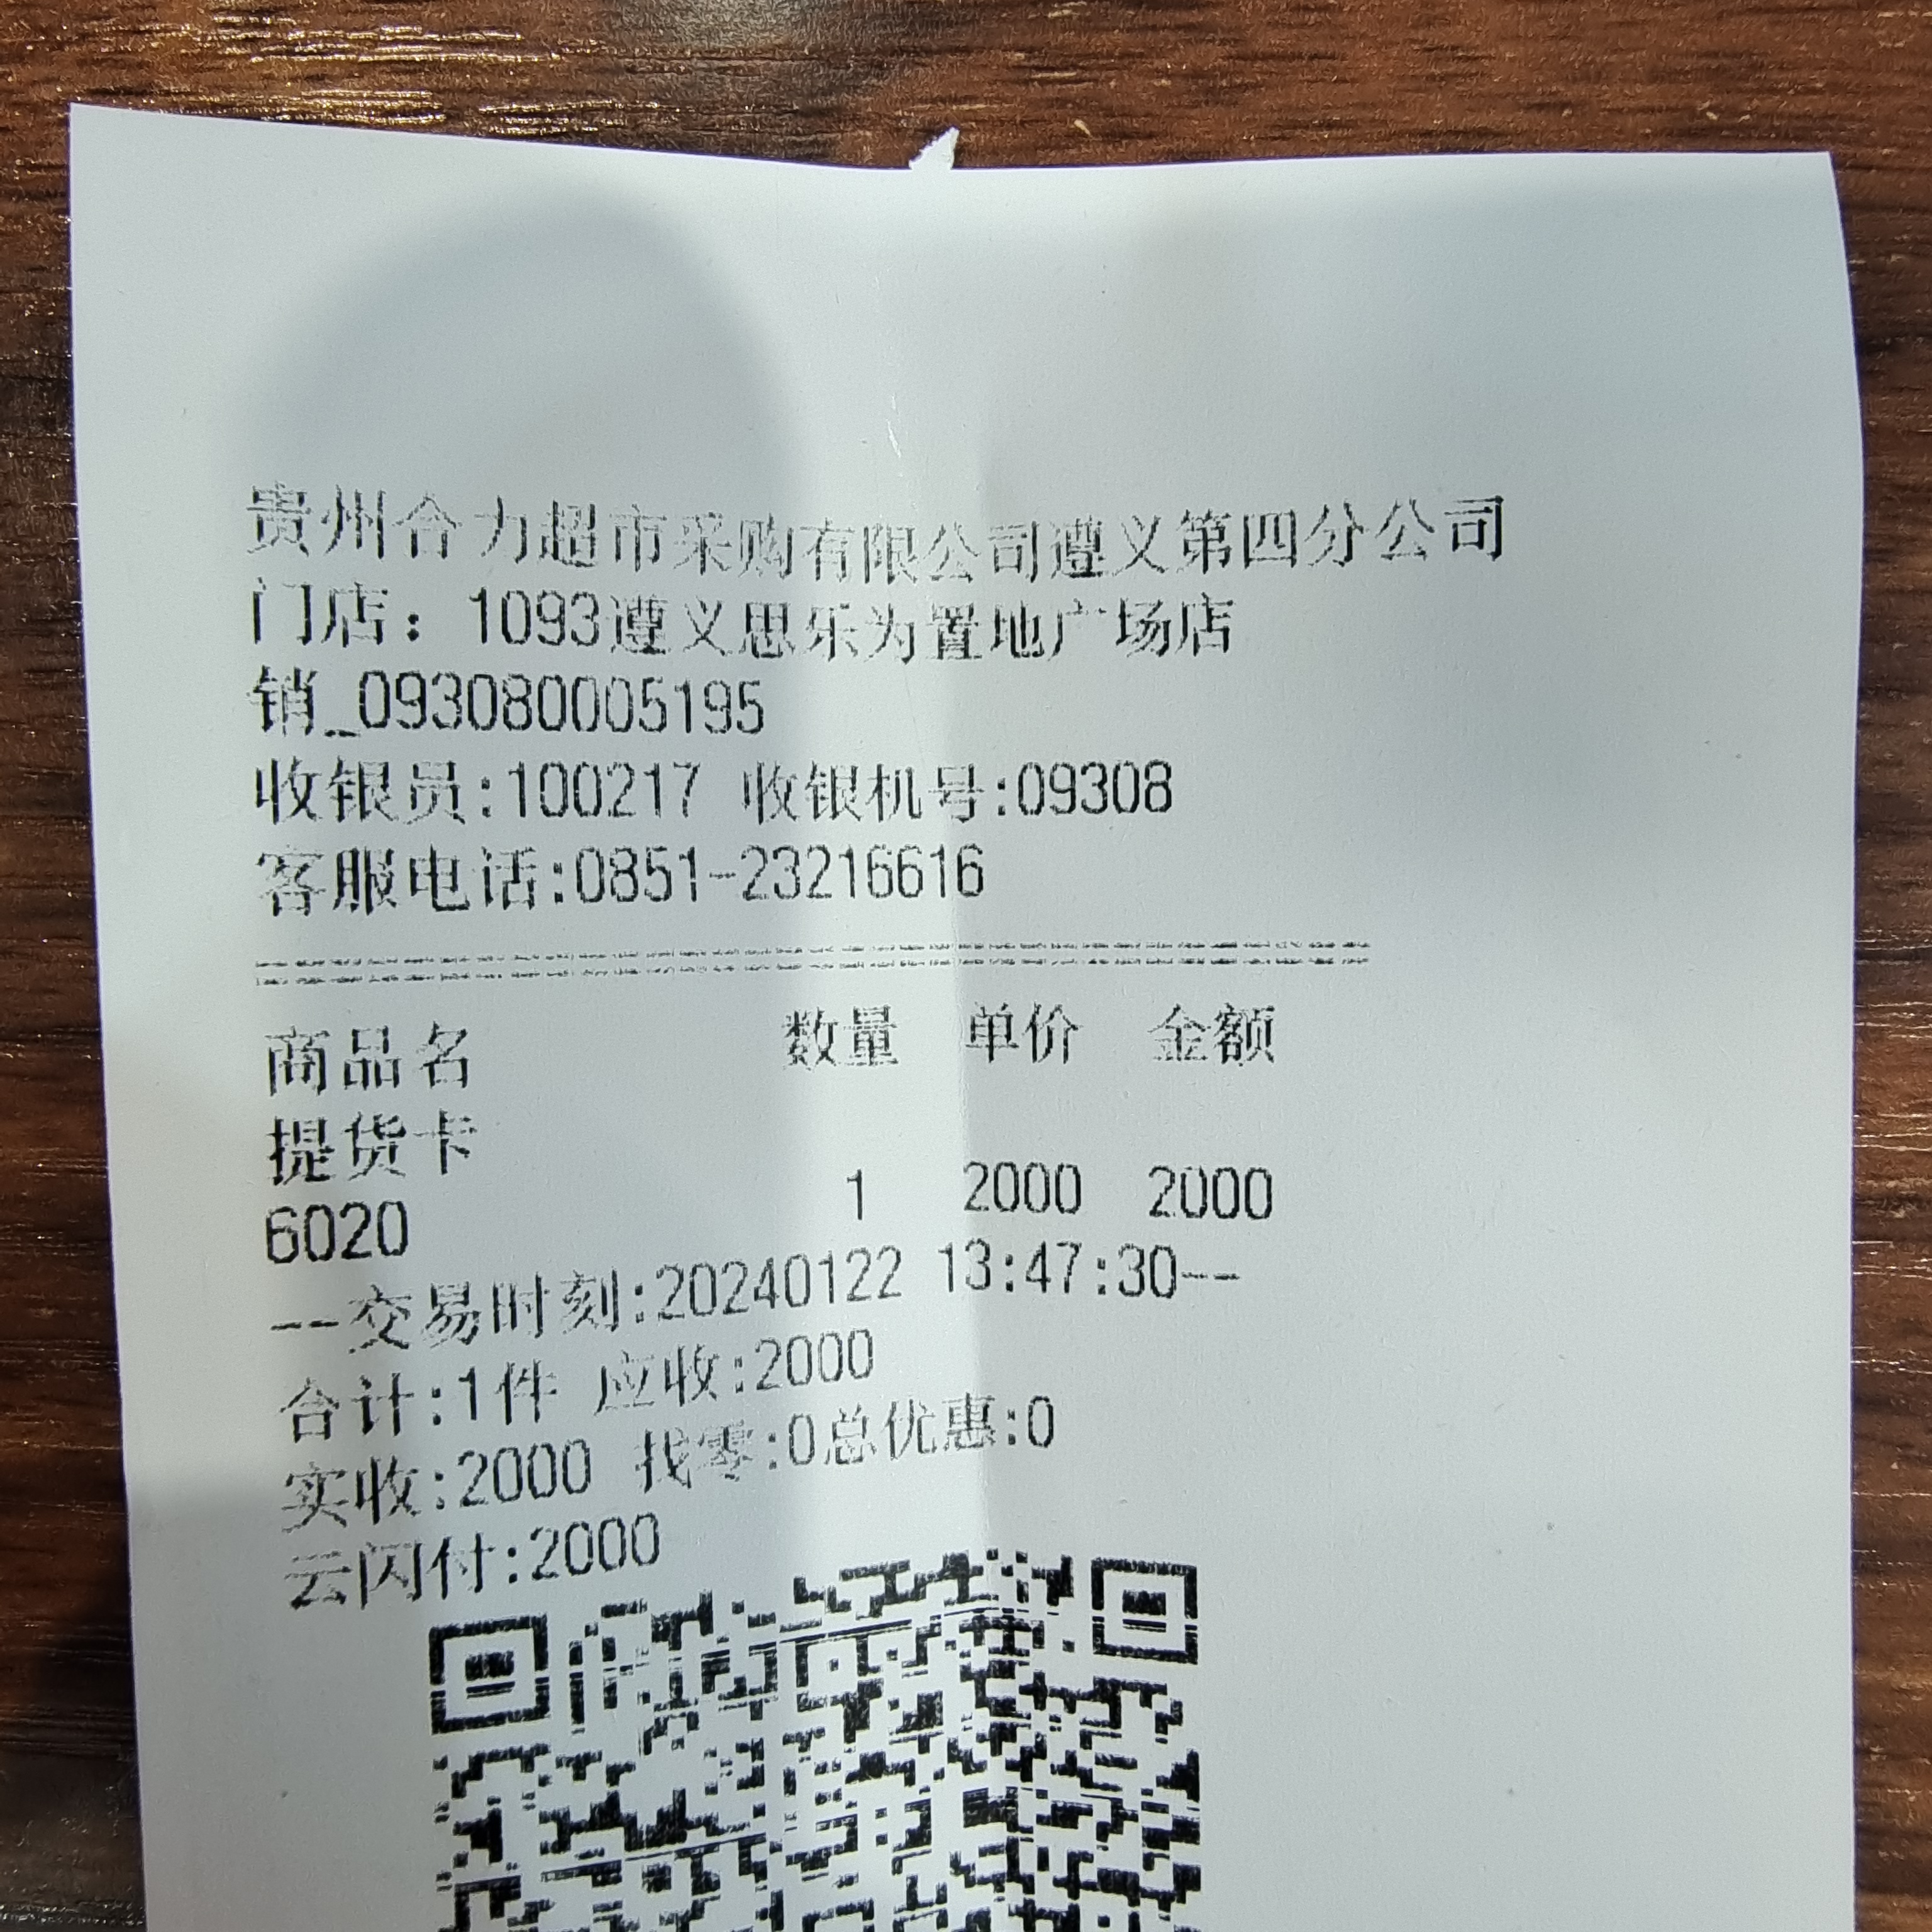 贵州合力超市采购有限公司遵义第四分公司
门店：1093遵义思乐为置地广场店
销_093080005195
收银员:100217 收银机号:09308
客服电话:0851-23216616
================================
商品名 数量 单价 金额
提货卡
6020 1 2000 2000
--交易时刻:20240122 13:47:30--
合计:1件 应收:2000
实收:2000 找零:0总优惠:0
云闪付:2000